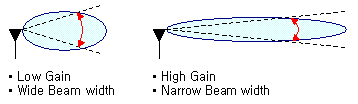 • Low Gain
• Wide Beam width
• High Gain
• Narrow Beam width